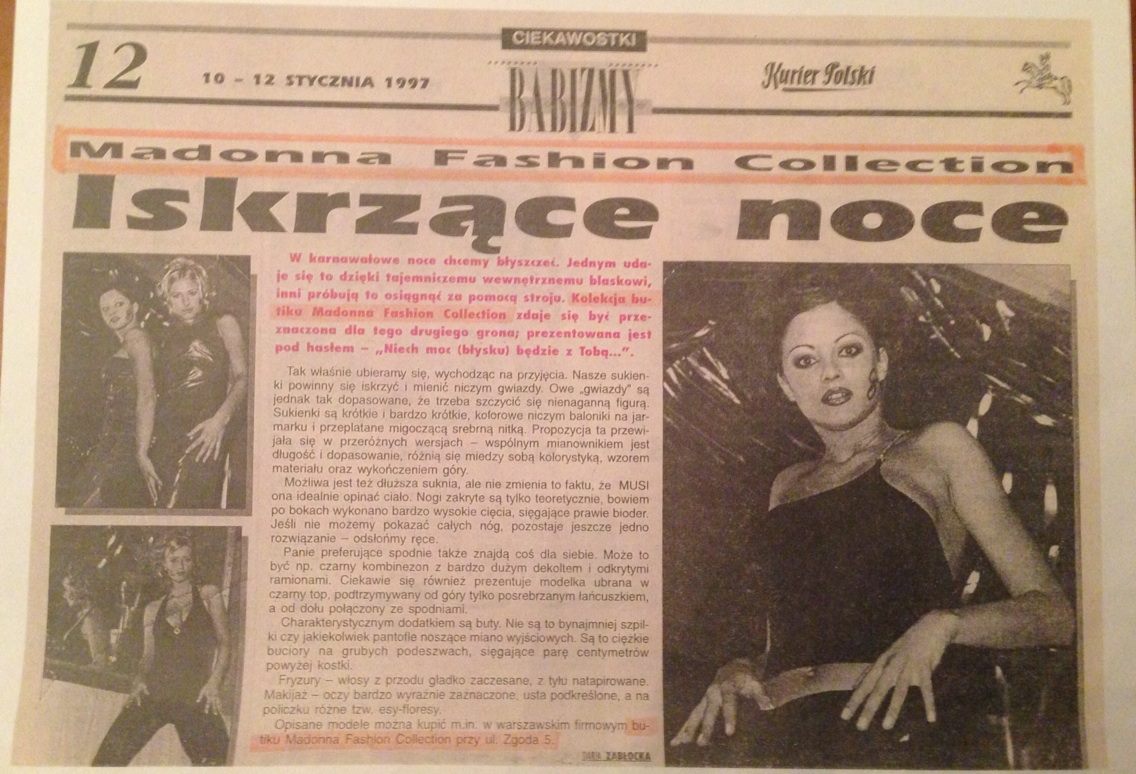 12
10 – 12 STYCZNIA 1997
CIEKAWOSTKI
BABIZMY
Kurier Polski
Madonna Fashion Collection
Iskrzące noce
W karnawałowe noce chcemy błyszczeć. Jednym uda-
je się to dzięki tajemniczemu wewnętrznemu blaskowi,
inni próbują to osiągnąć za pomocą stroju. Kolekcja bu-
tiku Madonna Fashion Collection zdaje się być prze-
znaczona dla tego drugiego grona; prezentowana jest
pod hasłem – „Niech moc (błysku) będzie z Tobą...”.
Tak właśnie ubieramy się, wychodząc na przyjęcia. Nasze sukien-
ki powinny się iskrzyć i mienić niczym gwiazdy. Owe „gwiazdy” są
jednak tak dopasowane, że trzeba szczycić się nienaganną figurą.
Sukienki są krótkie i bardzo krótkie, kolorowe niczym baloniki na jar-
marku i przeplatane migoczącą srebrną nitką. Propozycja ta przewi-
jała się w przeróżnych wersjach – wspólnym mianownikiem jest
długość i dopasowanie, różnią się miedzy sobą kolorystyką, wzorem
materiału oraz wykończeniem góry.
Możliwa jest też dłuższa suknia, ale nie zmienia to faktu, że MUSI
ona idealnie opinać ciało. Nogi zakryte są tylko teoretycznie, bowiem
po bokach wykonano bardzo wysokie cięcia, sięgające prawie bioder.
Jeśli nie możemy pokazać całych nóg, pozostaje jeszcze jedno
rozwiązanie – odsłońmy ręce.
Panie preferujące spodnie także znajdą coś dla siebie. Może to
być np. czarny kombinezon z bardzo dużym dekoltem i odkrytymi
ramionami. Ciekawie się również prezentuje modelka ubrana w
czarny top, podtrzymywany od góry tylko posrebrzanym łańcuszkiem,
a od dołu połączony ze spodniami.
Charakterystycznym dodatkiem są buty. Nie są to bynajmniej szpil-
ki czy jakiekolwiek pantofle noszące miano wyjściowych. Są to ciężkie
buciory na grubych podeszwach, sięgające parę centymetrów
powyżej kostki.
Fryzury – włosy z przodu gładko zaczesane, z tyłu natapirowane.
Makijaż – oczy bardzo wyraźnie zaznaczone, usta podkreślone, a na
policzku różne tzw. esy-floresy.
Opisane modele można kupić m.in. w warszawskim firmowym bu-
tiku Madonna Fashion Collection przy ul. Zgoda 5.
ZABŁOCKA